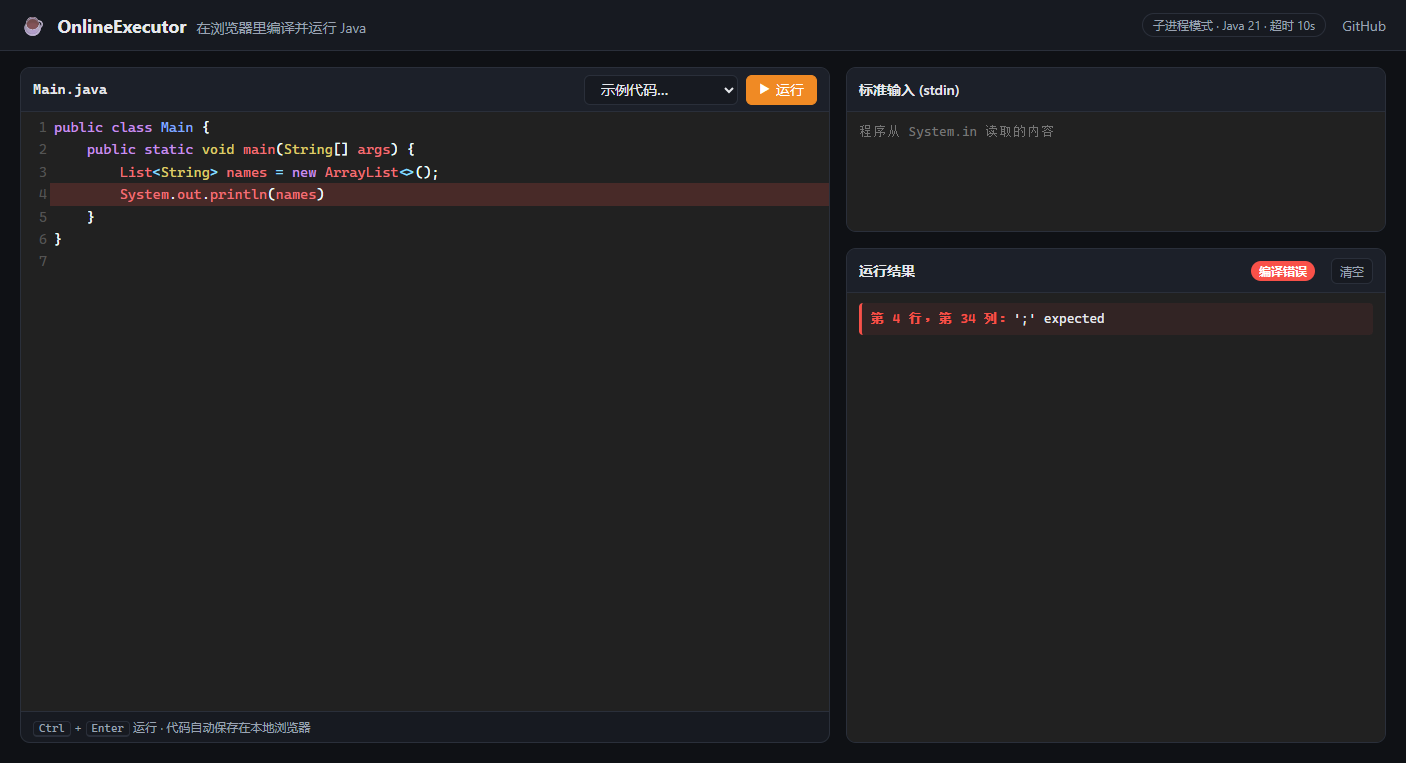 OnlineExecutor 在浏览器里编译并运行 Java
子进程模式 · Java 21 · 超时 10s GitHub
Main.java 示例代码... ▶ 运行
1 public class Main {
2     public static void main(String[] args) {
3         List<String> names = new ArrayList<>();
4         System.out.println(names)
5     }
6 }
7
Ctrl + Enter 运行 · 代码自动保存在本地浏览器
标准输入 (stdin)
程序从 System.in 读取的内容
运行结果 编译错误 清空
第 4 行，第 34 列: ';' expected